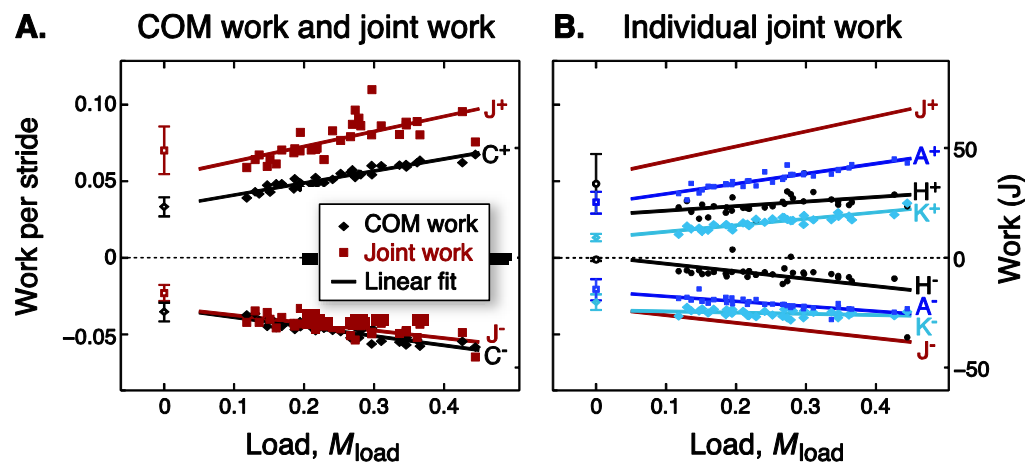 A. COM work and joint work
B. Individual joint work
Work per stride
0.10
0.05
0
−0.05
J+
C+
COM work
Joint work
Linear fit
J-
C-
0 0.1 0.2 0.3 0.4
Load, Mload
J+
A+
H+
K+
H-
A-
K-
J-
50
0
−50
Work (J)
0 0.1 0.2 0.3 0.4
Load, Mload